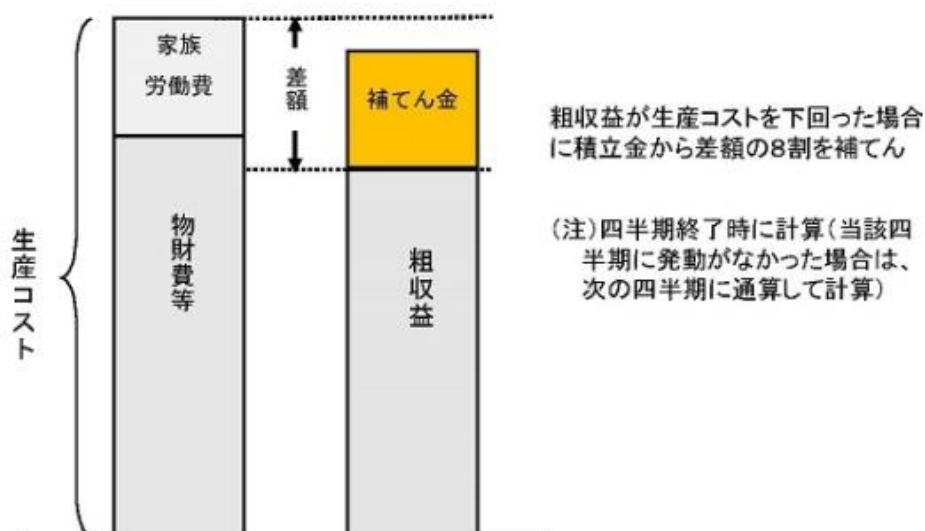 生産コスト
家族
労働費
物財費等
差額
補てん金
粗収益
粗収益が生産コストを下回った場合
に積立金から差額の8割を補てん
(注)四半期終了時に計算(当該四
半期に発動がなかった場合は、
次の四半期に通算して計算)